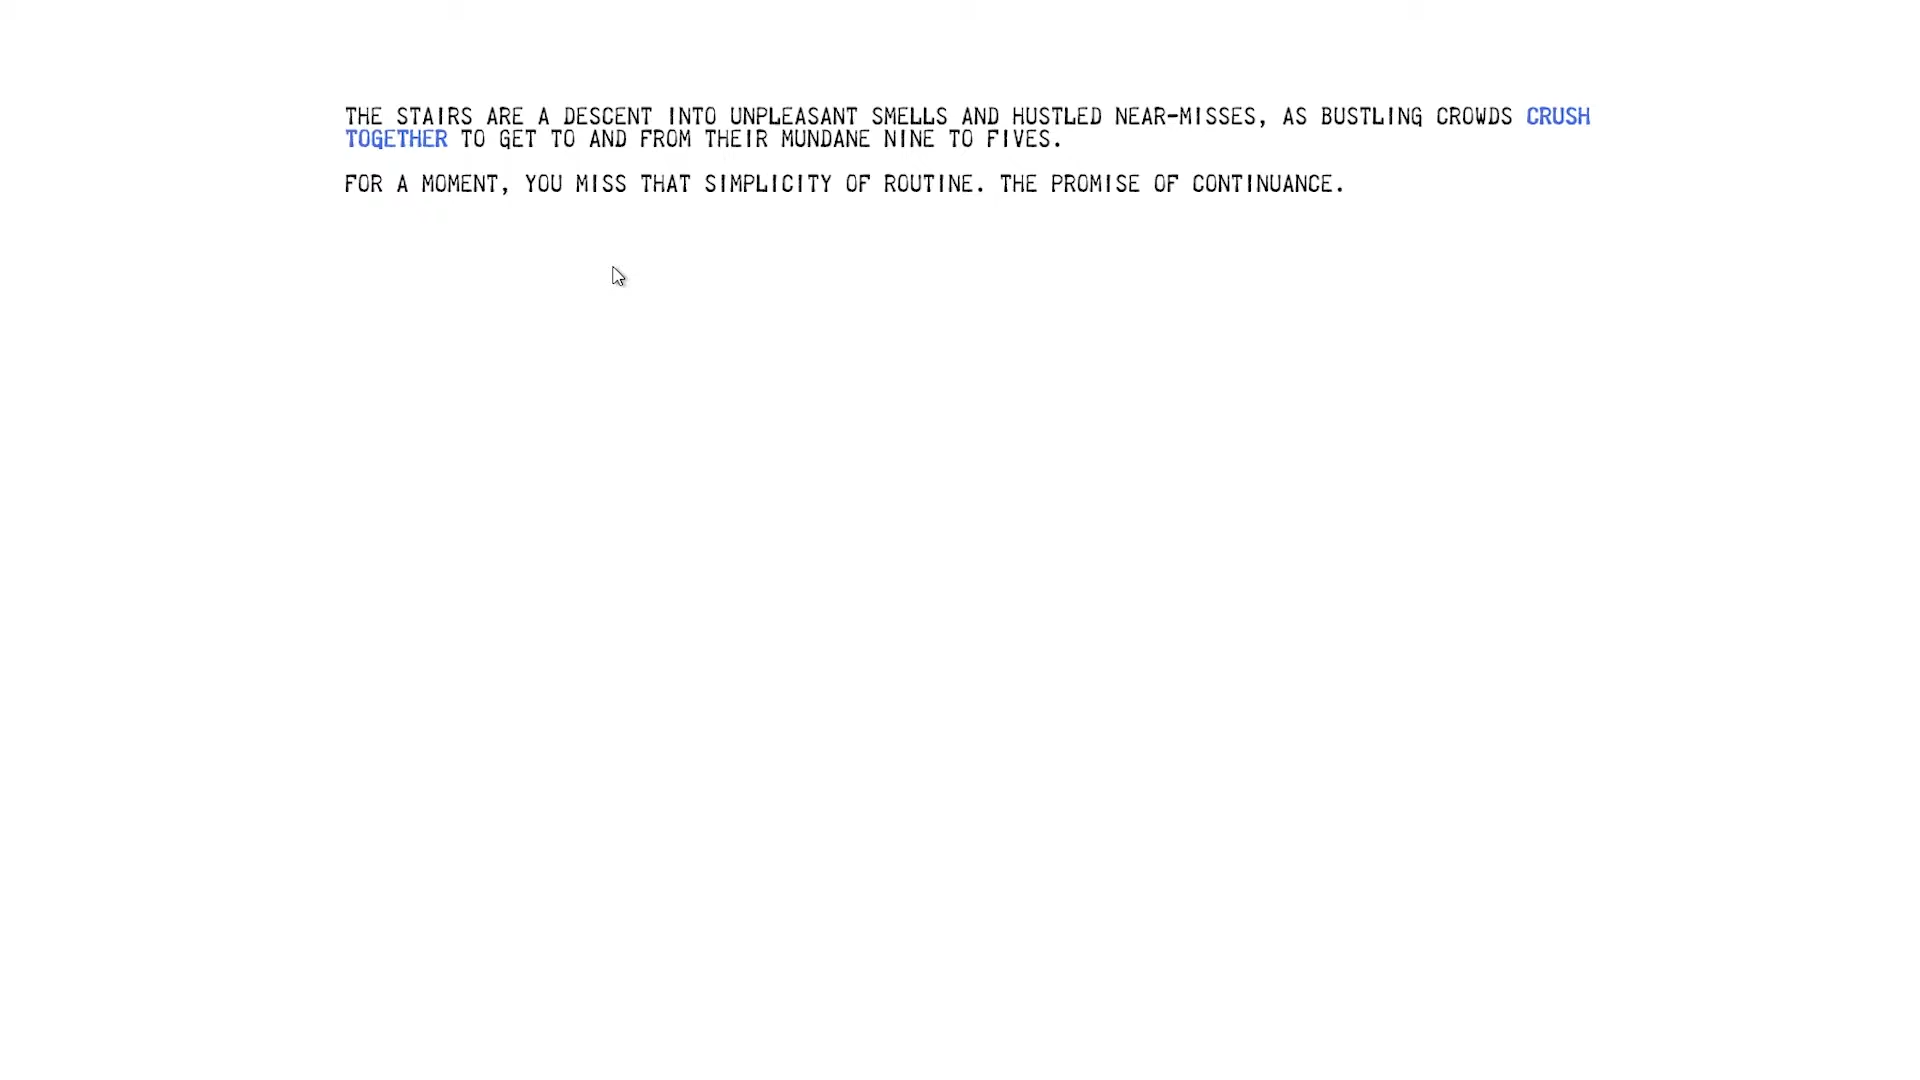 THE STAIRS ARE A DESCENT INTO UNPLEASANT SMELLS AND HUSTLED NEAR-MISSES, AS BUSTLING CROWDS CRUSH
TOGETHER TO GET TO AND FROM THEIR MUNDANE NINE TO FIVES.
FOR A MOMENT, YOU MISS THAT SIMPLICITY OF ROUTINE. THE PROMISE OF CONTINUANCE.